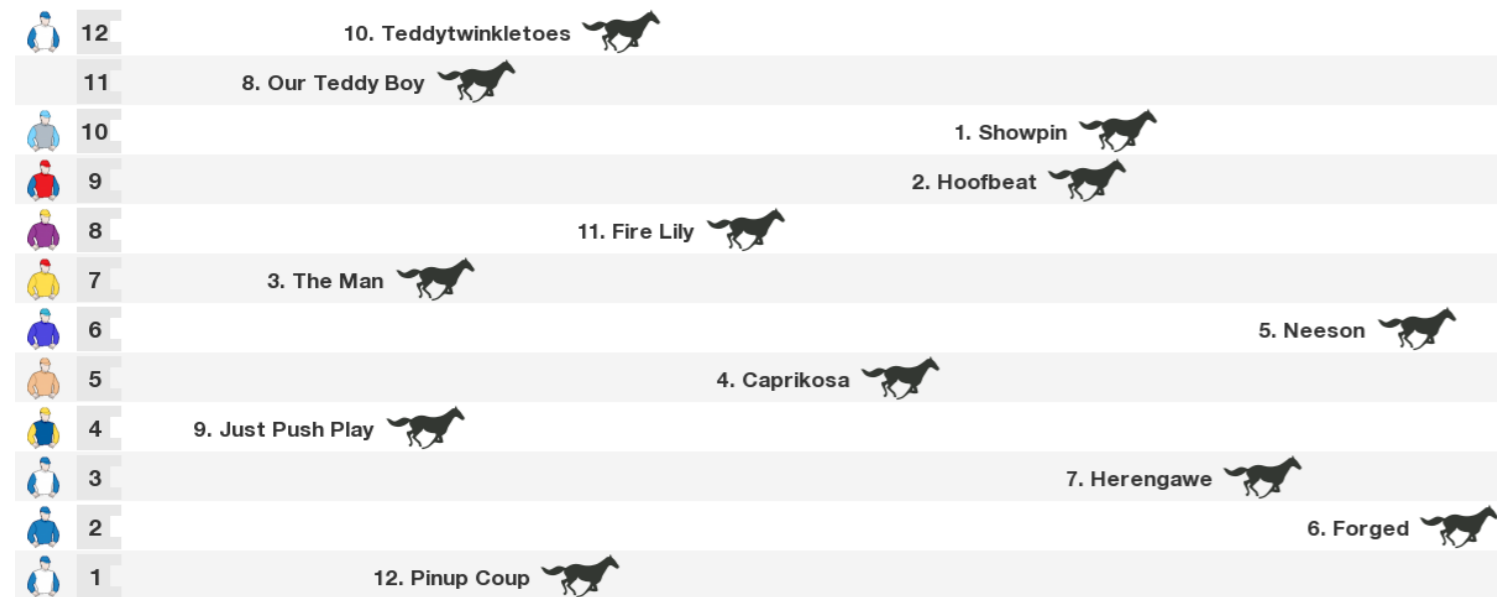 12 10. Teddytwinkletoes
11 8. Our Teddy Boy
10 1. Showpin
9 2. Hoofbeat
8 11. Fire Lily
7 3. The Man
6 5. Neeson
5 4. Caprikosa
4 9. Just Push Play
3 7. Herengawe
2 6. Forged
1 12. Pinup Coup